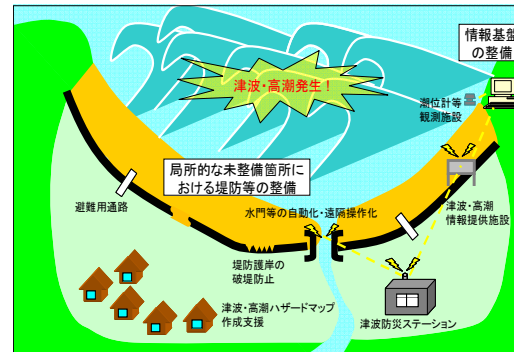 情報基盤
の整備
津波・高潮発生！
潮位計等
観測施設
局所的な未整備箇所に
おける堤防等の整備
避難用通路
水門等の自動化・遠隔操作化
津波・高潮
情報提供施設
堤防護岸の
破堤防止
津波・高潮ハザードマップ
作成支援
津波防災ステーション